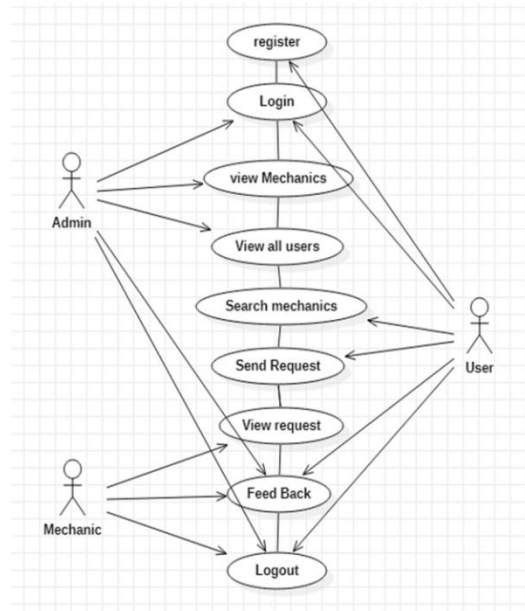 register
Login
view Mechanics
Admin
View all users
Search mechanics
Send Request
User
View request
Feed Back
Mechanic
Logout